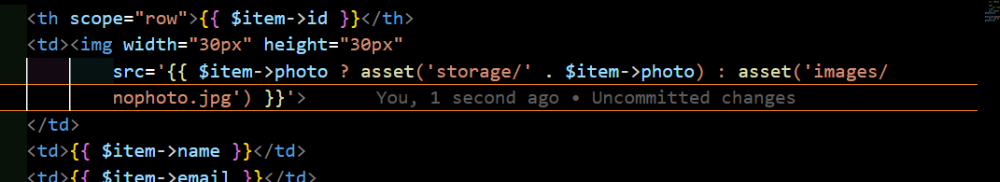 <th scope="row">{{ $item->id }}</th>
<td><img width="30px" height="30px"
src='{{ $item->photo ? asset('storage/' . $item->photo) : asset('images/
nophoto.jpg') }}'> You, 1 second ago • Uncommitted changes
</td>
<td>{{ $item->name }}</td>
<td>{{ $item->email }}</td>